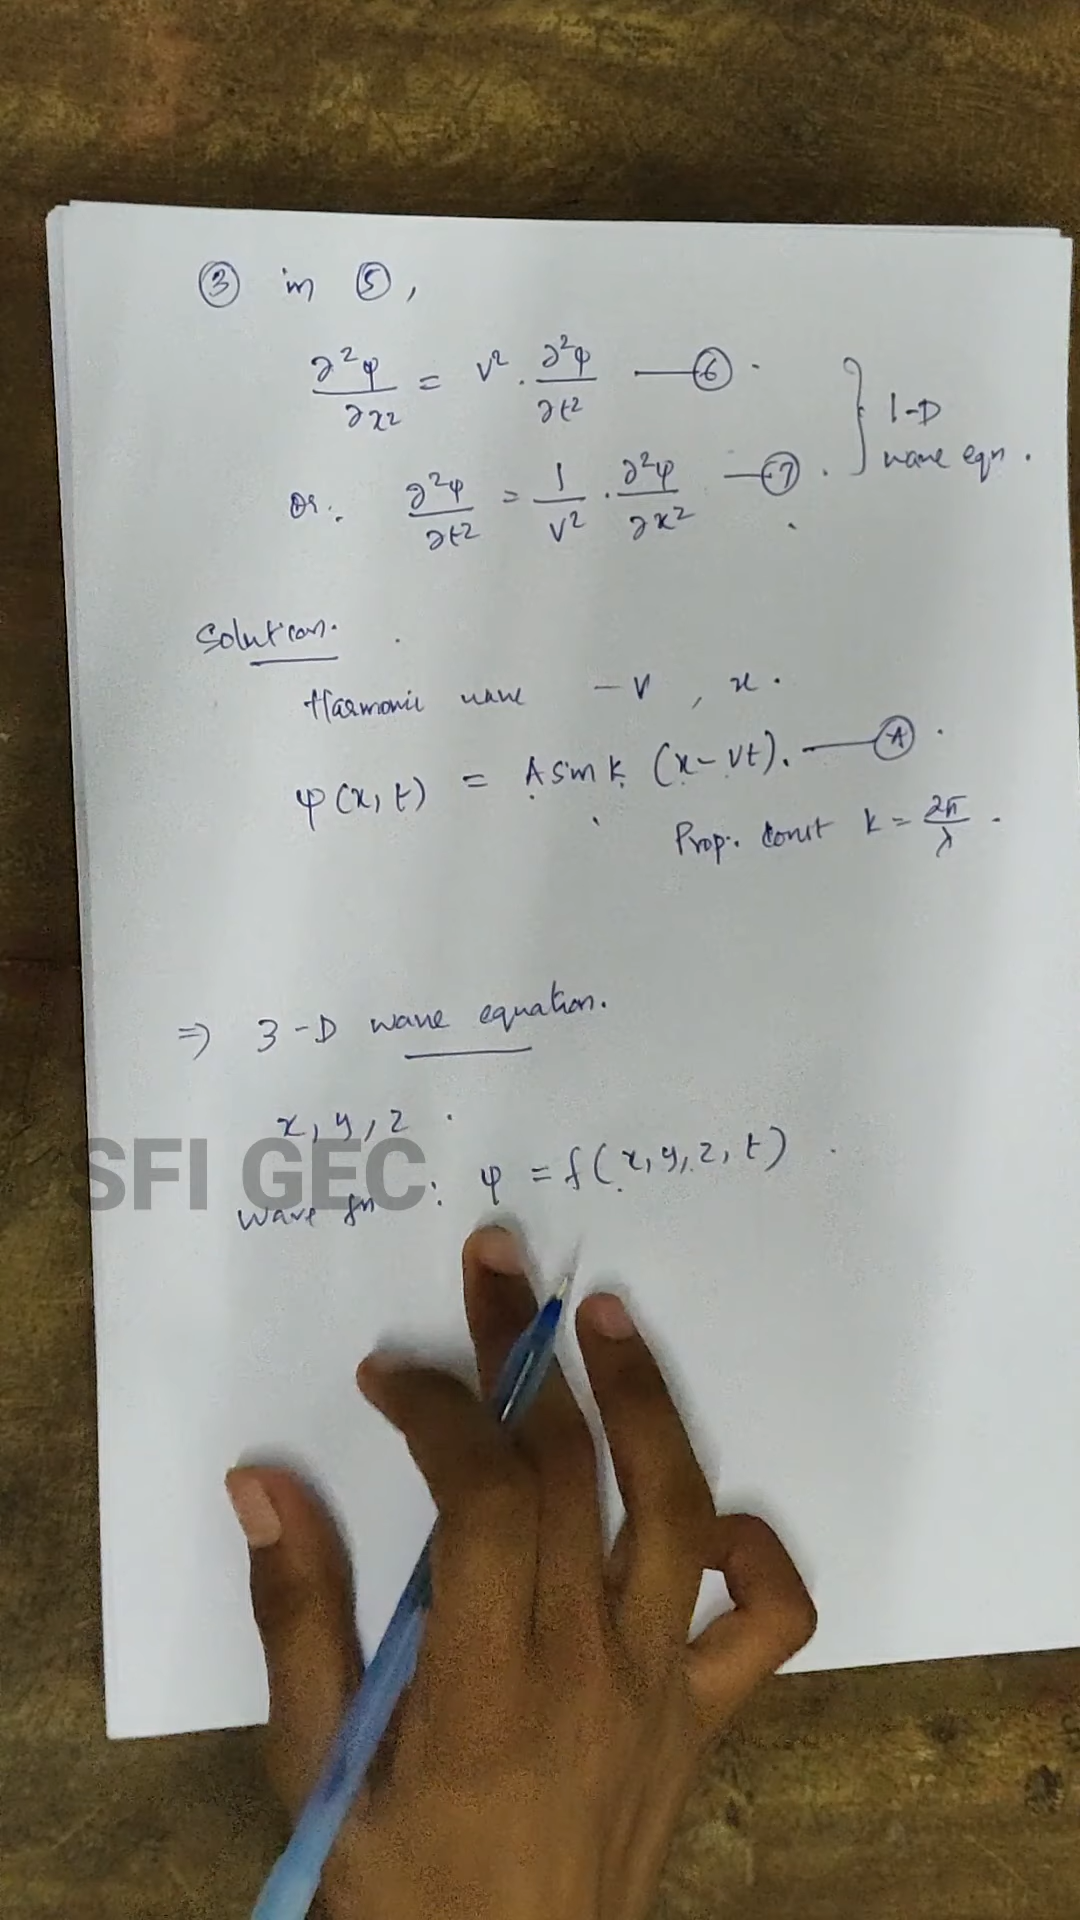 ③ in ⑤,
∂²φ/∂x² = v² · ∂²φ/∂t² —⑥ .
1-D
wave eqn.
or: ∂²φ/∂t² = 1/v² · ∂²φ/∂x² —⑦ .
Solution.
Harmonic wave – v , x.
φ(x, t) = A sin k (x – vt). —Ⓐ .
Prop. const k = 2π/λ .
⇒ 3-D wave equation.
x, y, z .
SFI GEC
wave fn : φ = f(x, y, z, t) .